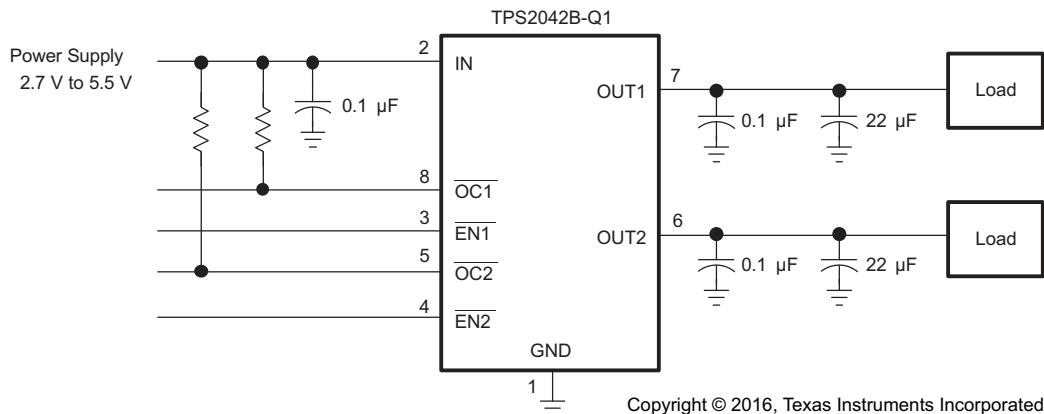 TPS2042B-Q1
Power Supply
2.7 V to 5.5 V
2
IN
0.1 µF
8
OC1
3
EN1
5
OC2
4
EN2
GND
1
OUT1
7
0.1 µF
22 µF
Load
OUT2
6
0.1 µF
22 µF
Load
Copyright © 2016, Texas Instruments Incorporated